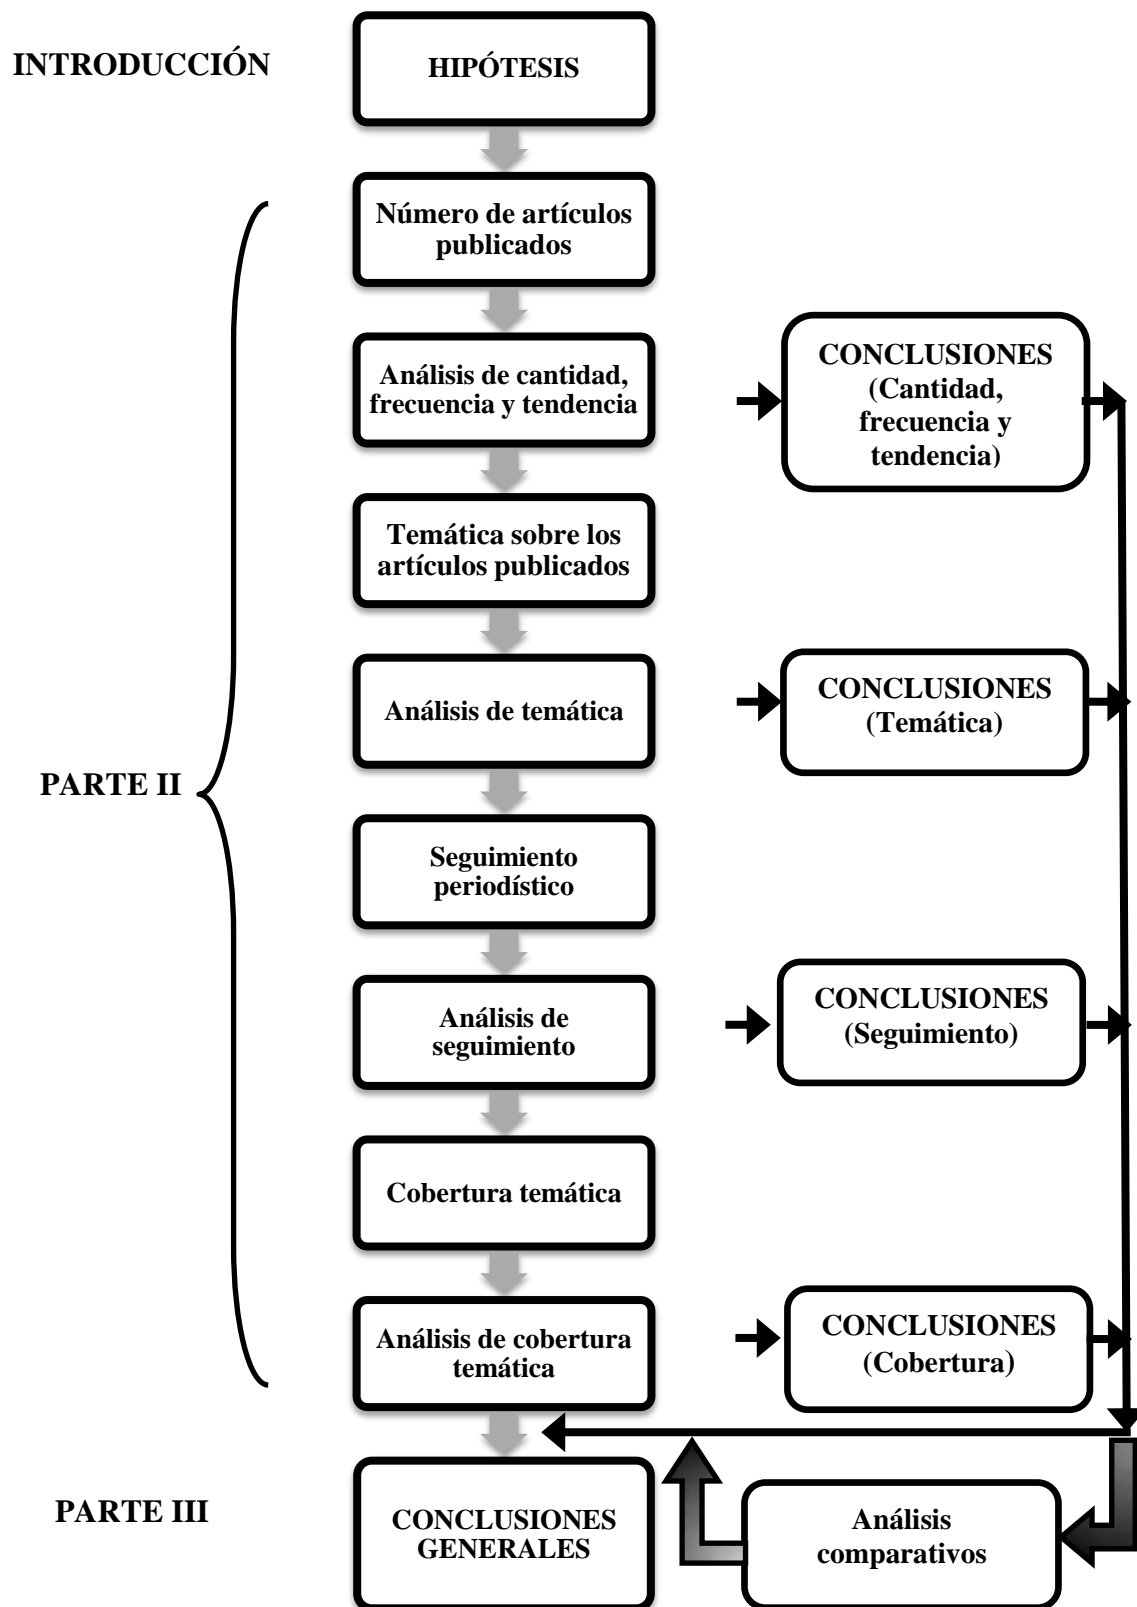 INTRODUCCIÓN
HIPÓTESIS
Número de artículos
publicados
Análisis de cantidad,
frecuencia y tendencia
CONCLUSIONES
(Cantidad,
frecuencia y
tendencia)
Temática sobre los
artículos publicados
Análisis de temática
CONCLUSIONES
(Temática)
PARTE II
Seguimiento
periodístico
Análisis de
seguimiento
CONCLUSIONES
(Seguimiento)
Cobertura temática
Análisis de cobertura
temática
CONCLUSIONES
(Cobertura)
PARTE III
CONCLUSIONES
GENERALES
Análisis
comparativos